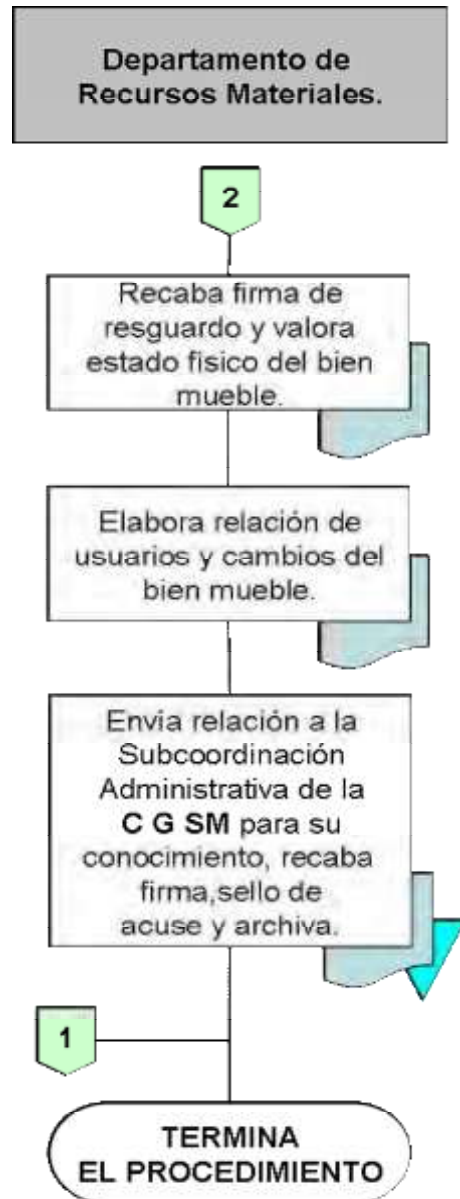 Departamento de
Recursos Materiales.
2
Recaba firma de
resguardo y valora
estado fisico del bien
mueble.
Elabora relación de
usuarios y cambios del
bien mueble.
Envia relación a la
Subcoordinación
Administrativa de la
C G SM para su
conocimiento, recaba
firma,sello de
acuse y archiva.
1
TERMINA
EL PROCEDIMIENTO